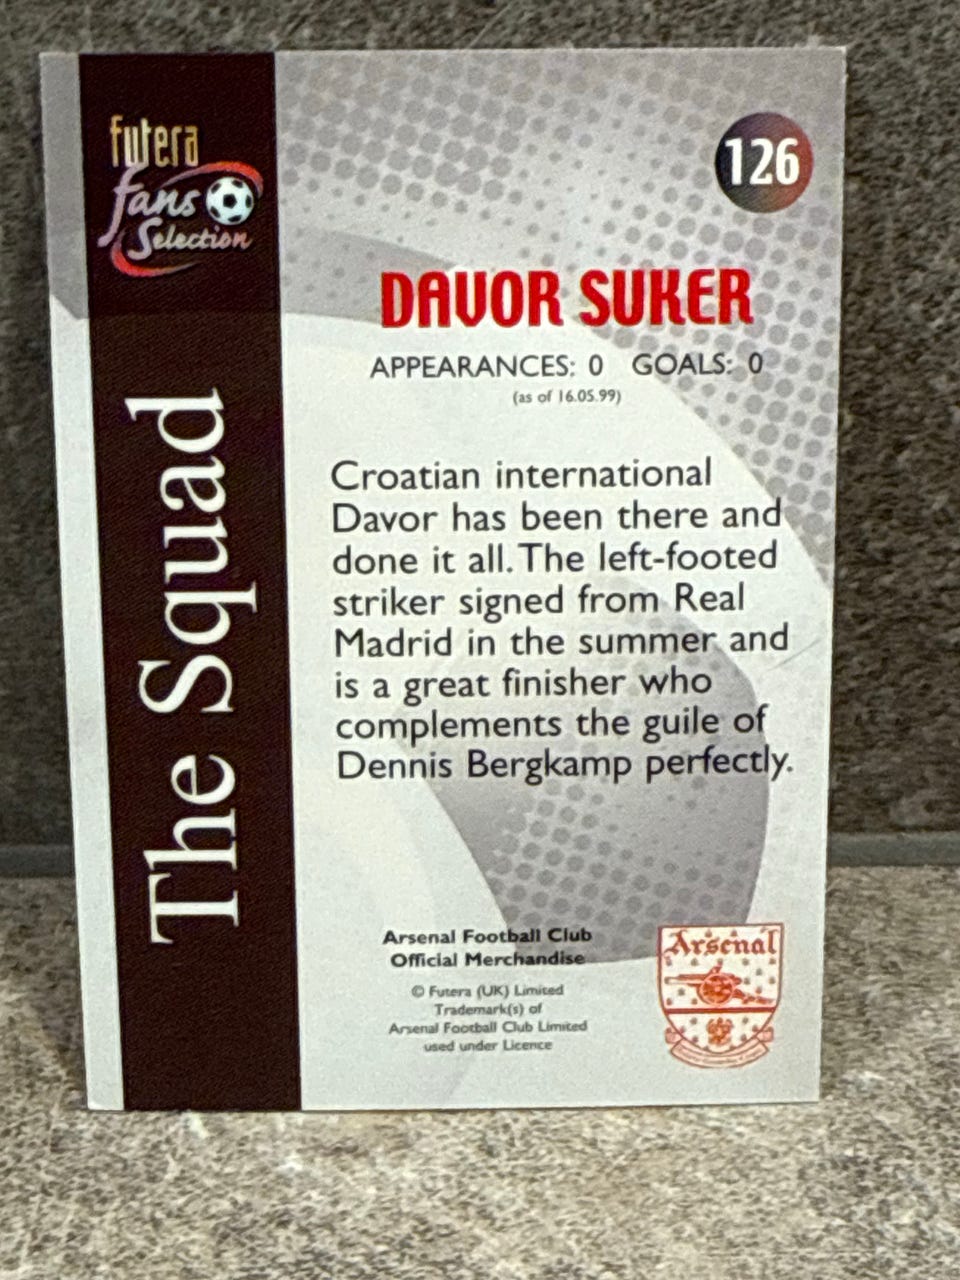 futera
fans
Selection
126
The Squad
DAVOR SUKER
APPEARANCES: 0 GOALS: 0
(as of 16.05.99)
Croatian international
Davor has been there and
done it all. The left-footed
striker signed from Real
Madrid in the summer and
is a great finisher who
complements the guile of
Dennis Bergkamp perfectly.
Arsenal Football Club
Official Merchandise
© Futera (UK) Limited
Trademark(s) of
Arsenal Football Club Limited
used under Licence
Arsenal